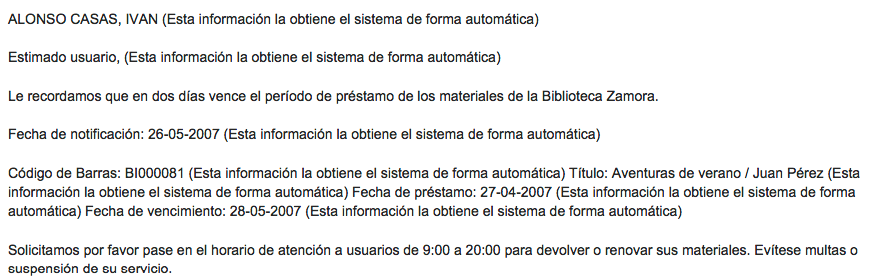 ALONSO CASAS, IVAN (Esta información la obtiene el sistema de forma automática)
Estimado usuario, (Esta información la obtiene el sistema de forma automática)
Le recordamos que en dos días vence el período de préstamo de los materiales de la Biblioteca Zamora.
Fecha de notificación: 26-05-2007 (Esta información la obtiene el sistema de forma automática)
Código de Barras: BI000081 (Esta información la obtiene el sistema de forma automática) Título: Aventuras de verano / Juan Pérez (Esta
información la obtiene el sistema de forma automática) Fecha de préstamo: 27-04-2007 (Esta información la obtiene el sistema de forma
automática) Fecha de vencimiento: 28-05-2007 (Esta información la obtiene el sistema de forma automática)
Solicitamos por favor pase en el horario de atención a usuarios de 9:00 a 20:00 para devolver o renovar sus materiales. Evítese multas o
suspensión de su servicio.